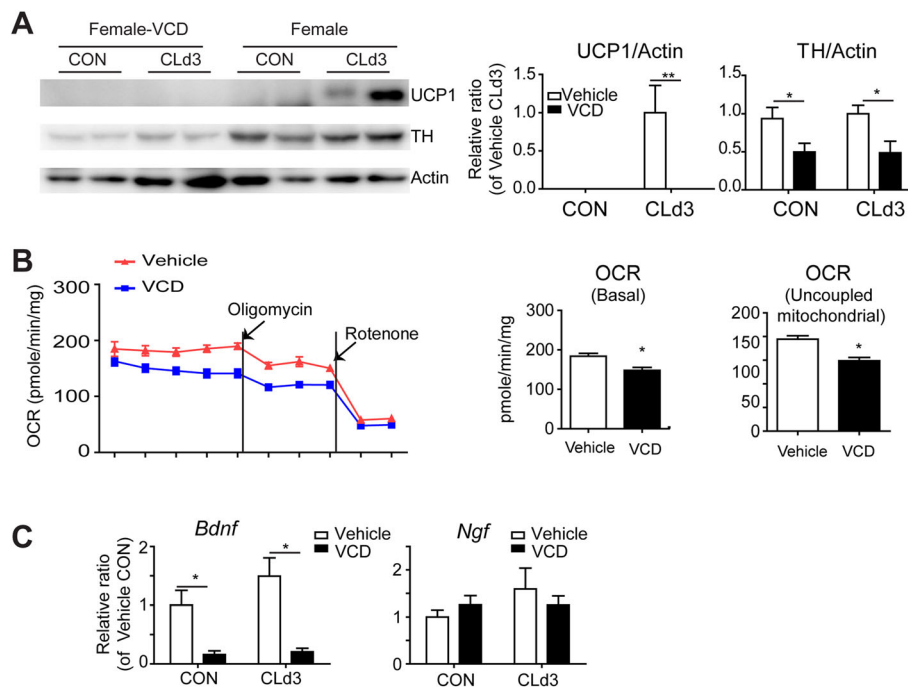 A
Female-VCD Female
CON CLd3 CON CLd3
UCP1
TH
Actin
UCP1/Actin
Relative ratio
(of Vehicle CLd3)
1.5
1.0
0.5
0.0
**
Vehicle
VCD
CON CLd3
TH/Actin
1.5
1.0
0.5
0.0
* *
CON CLd3
B
Vehicle
VCD
OCR (pmole/min/mg)
300
200
100
0
Oligomycin
Rotenone
OCR
(Basal)
pmole/min/mg
300
200
100
0
*
Vehicle VCD
OCR
(Uncoupled
mitochondrial)
200
150
100
50
0
*
Vehicle VCD
C
Bdnf
Relative ratio
(of Vehicle CON)
2
1
0
* *
Vehicle
VCD
CON CLd3
Ngf
2
1
0
Vehicle
VCD
CON CLd3